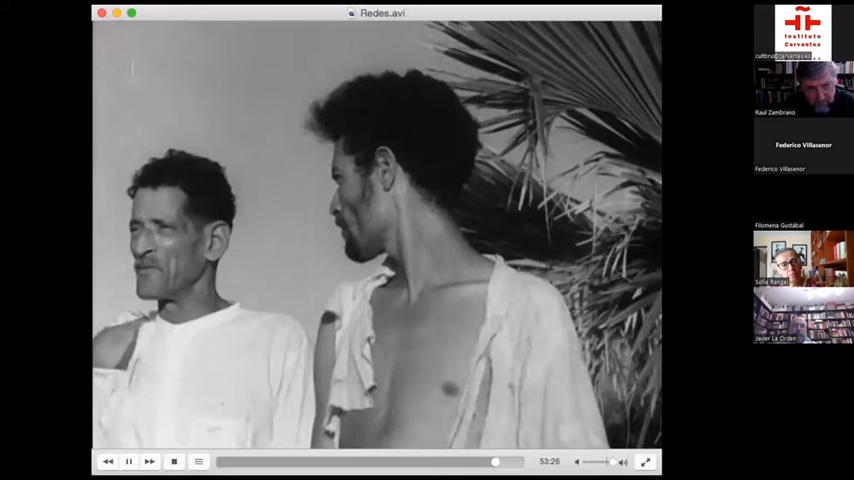 Redes.avi
53:26
Instituto
Cervantes
Raul Zambrano
Federico Villasenor
Federico Villasenor
Filomena Gustábal
Sofia Rangel
Javier La Orden